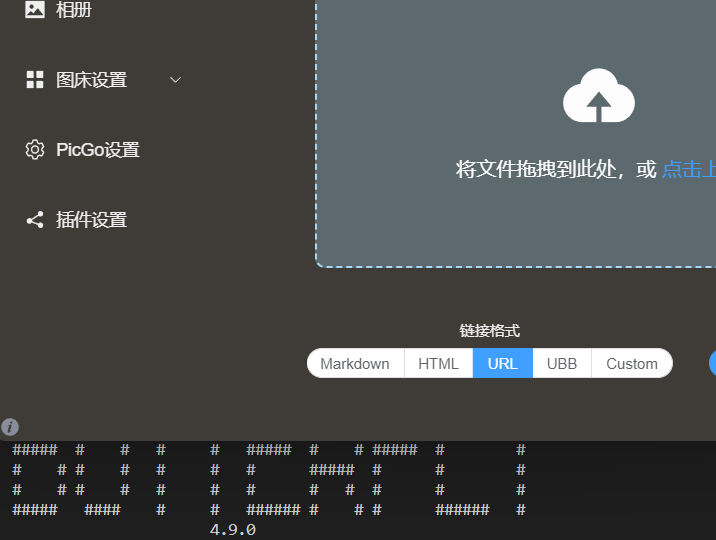 相册
图床设置
PicGo设置
插件设置
将文件拖拽到此处，或 点击上
链接格式
Markdown HTML URL UBB Custom
##### # # # # ##### # # ##### # #
# # # # # # # ##### # # #
# # # # # # # # # # # #
##### #### # # ###### # # # ###### #
4.9.0